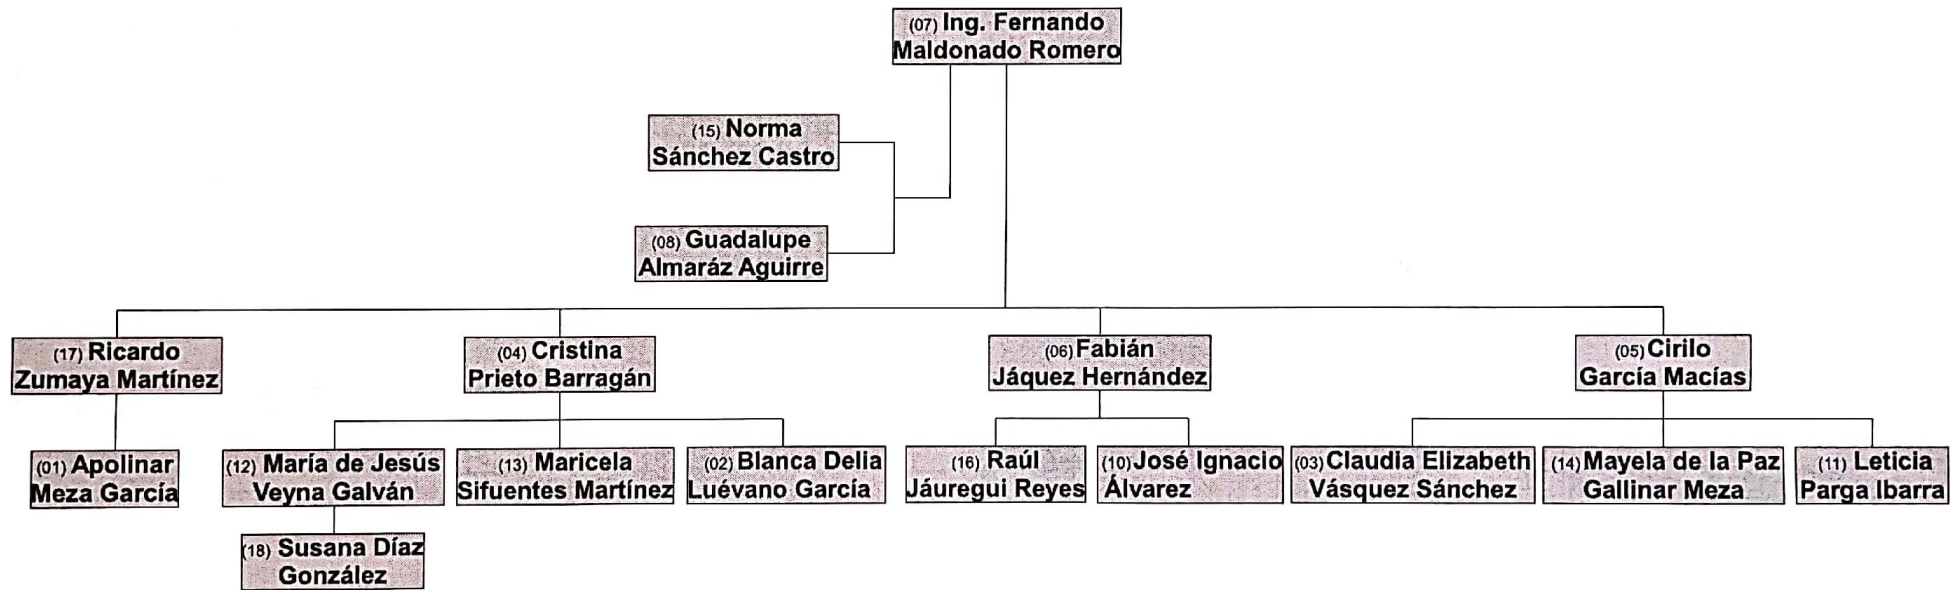 (07) Ing. Fernando
Maldonado Romero
(15) Norma
Sánchez Castro
(08) Guadalupe
Almaráz Aguirre
(17) Ricardo
Zumaya Martínez
(04) Cristina
Prieto Barragán
(06) Fabián
Jáquez Hernández
(05) Cirilo
García Macías
(01) Apolinar
Meza García
(12) María de Jesús
Veyna Galván
(13) Maricela
Sifuentes Martínez
(02) Blanca Delia
Luévano García
(16) Raúl
Jáuregui Reyes
(10) José Ignacio
Álvarez
(03) Claudia Elizabeth
Vásquez Sánchez
(14) Mayela de la Paz
Gallinar Meza
(11) Leticia
Parga Ibarra
(18) Susana Díaz
González